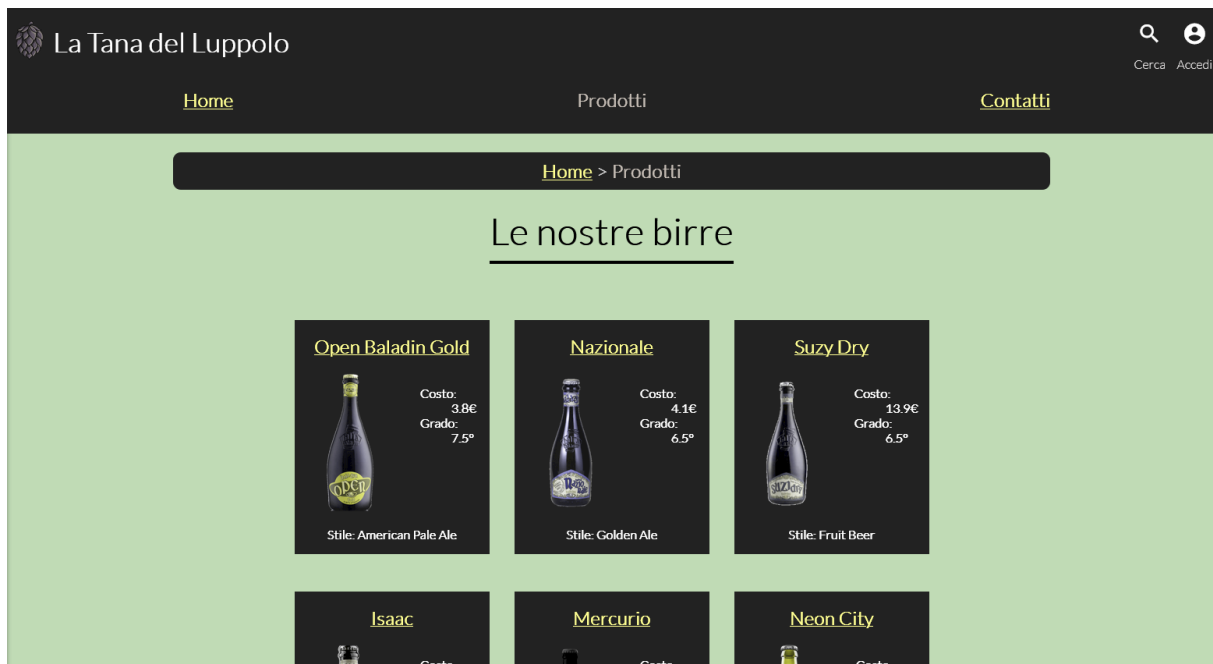 La Tana del Luppolo
Cerca Accedi
Home Prodotti Contatti
Home > Prodotti
Le nostre birre
Open Baladin Gold
Costo:
3.8€
Grado:
7.5°
OPEN
Stile: American Pale Ale
Nazionale
Costo:
4.1€
Grado:
6.5°
Stile: Golden Ale
Suzy Dry
Costo:
13.9€
Grado:
6.5°
Stile: Fruit Beer
Isaac
Mercurio
Neon City